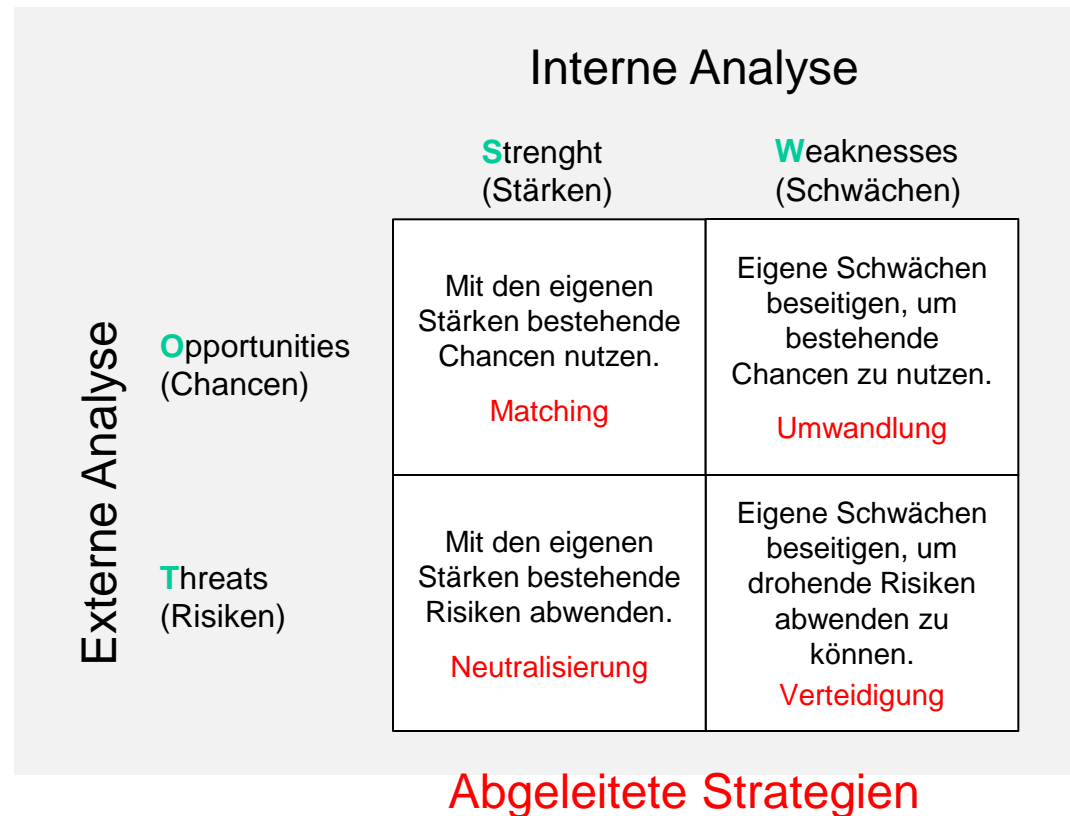 Interne Analyse
Strenght
(Stärken)
Weaknesses
(Schwächen)
Externe Analyse
Opportunities
(Chancen)
Mit den eigenen
Stärken bestehende
Chancen nutzen.
Matching
Eigene Schwächen
beseitigen, um
bestehende
Chancen zu nutzen.
Umwandlung
Threats
(Risiken)
Mit den eigenen
Stärken bestehende
Risiken abwenden.
Neutralisierung
Eigene Schwächen
beseitigen, um
drohende Risiken
abwenden zu
können.
Verteidigung
Abgeleitete Strategien